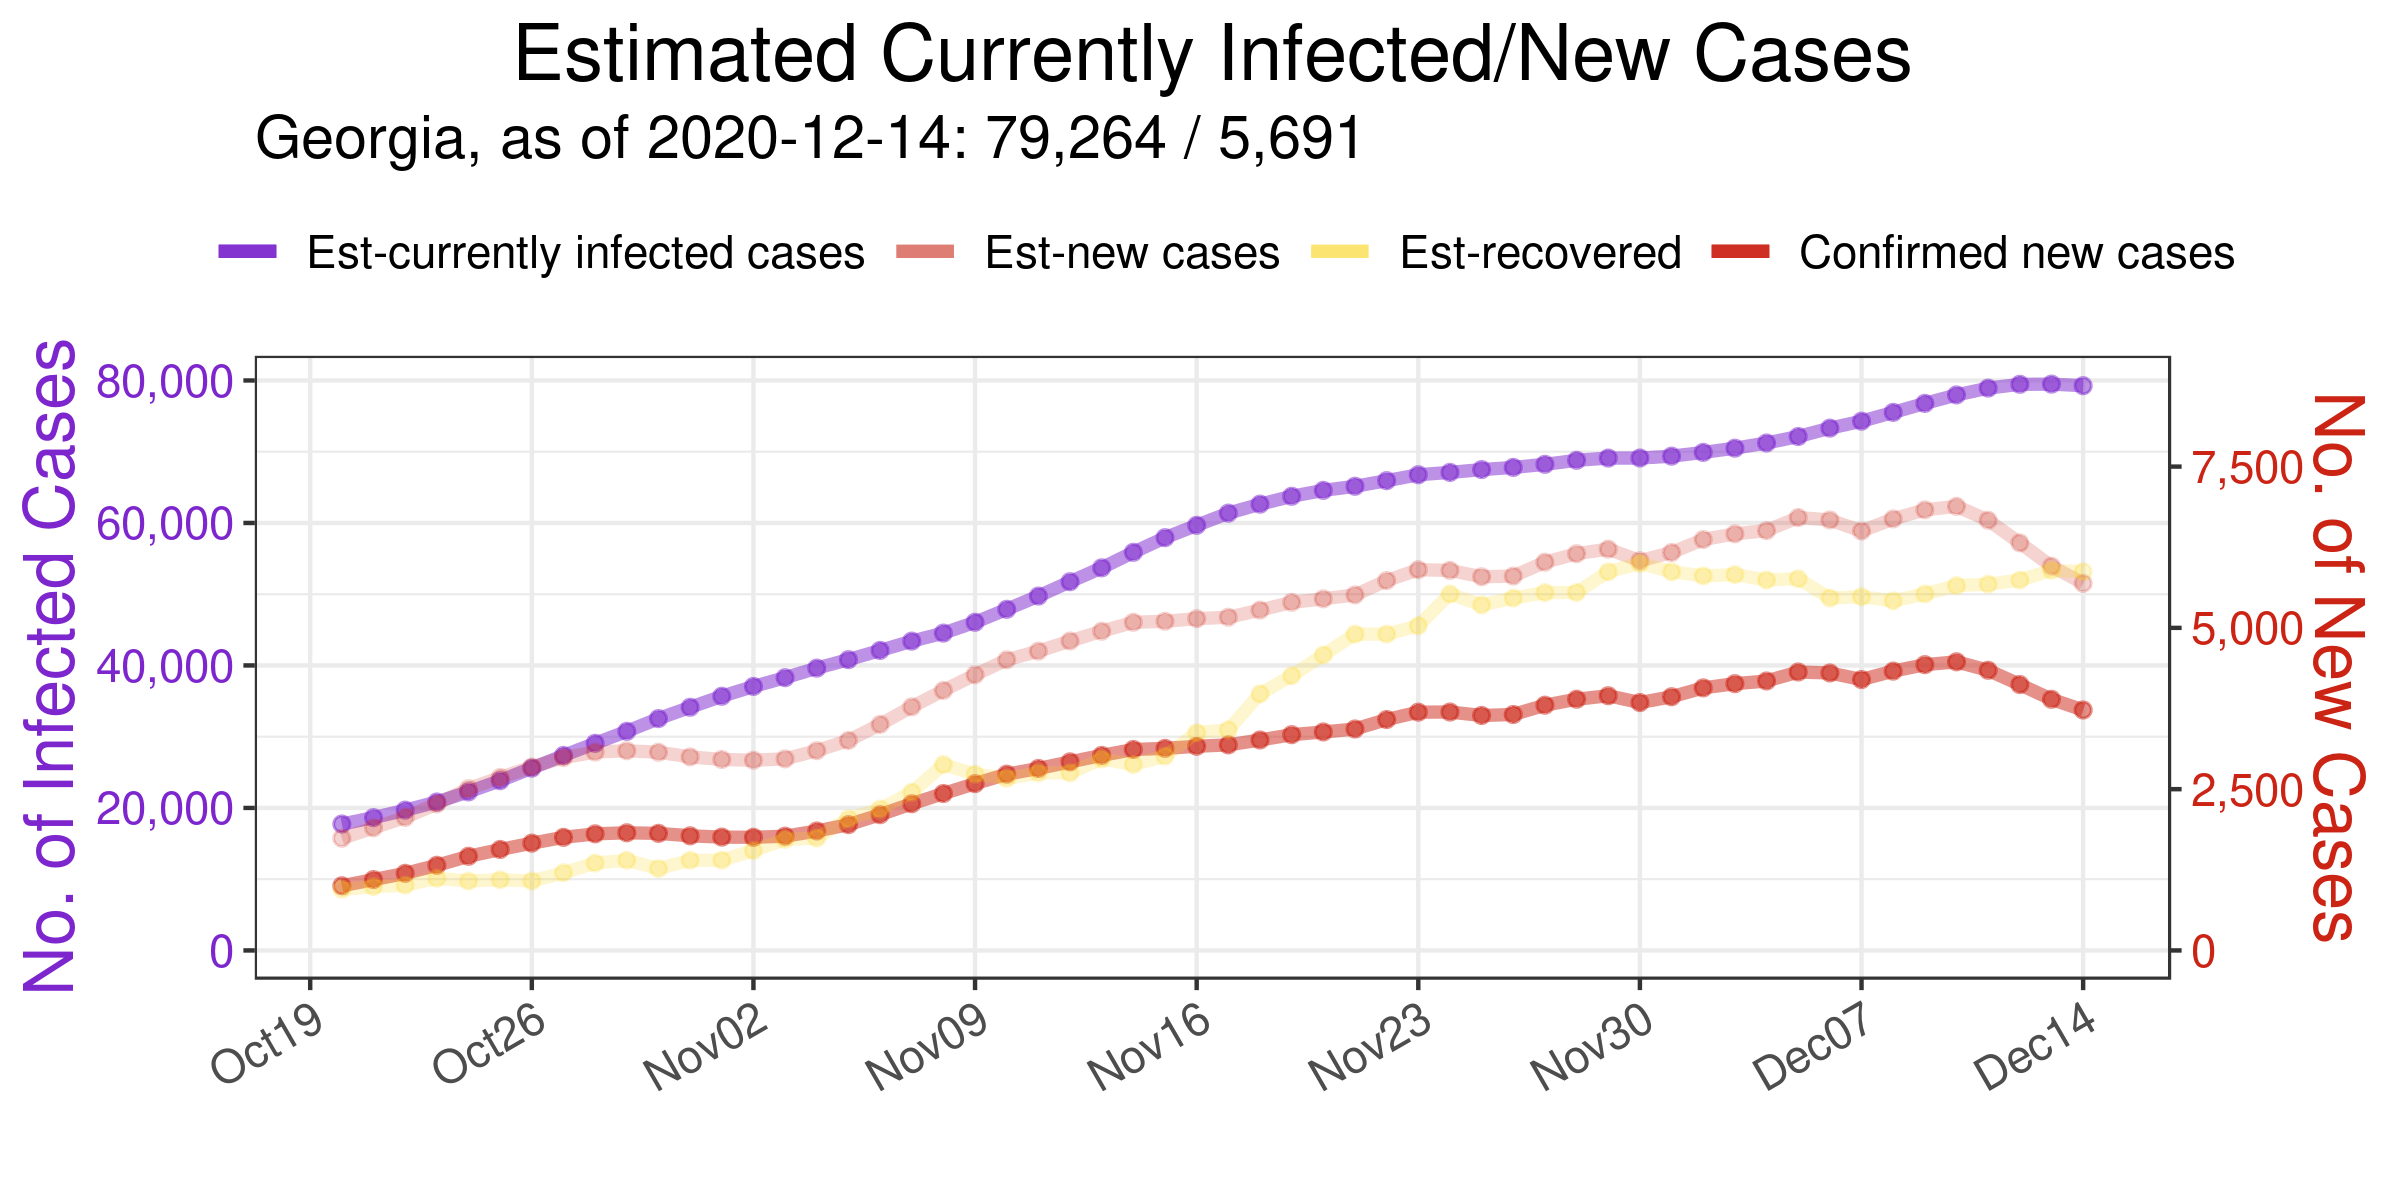 Estimated Currently Infected/New Cases
Georgia, as of 2020-12-14: 79,264 / 5,691
Est-currently infected cases Est-new cases Est-recovered Confirmed new cases
No. of Infected Cases
80,000
60,000
40,000
20,000
0
No. of New Cases
7,500
5,000
2,500
0
Oct19 Oct26 Nov02 Nov09 Nov16 Nov23 Nov30 Dec07 Dec14